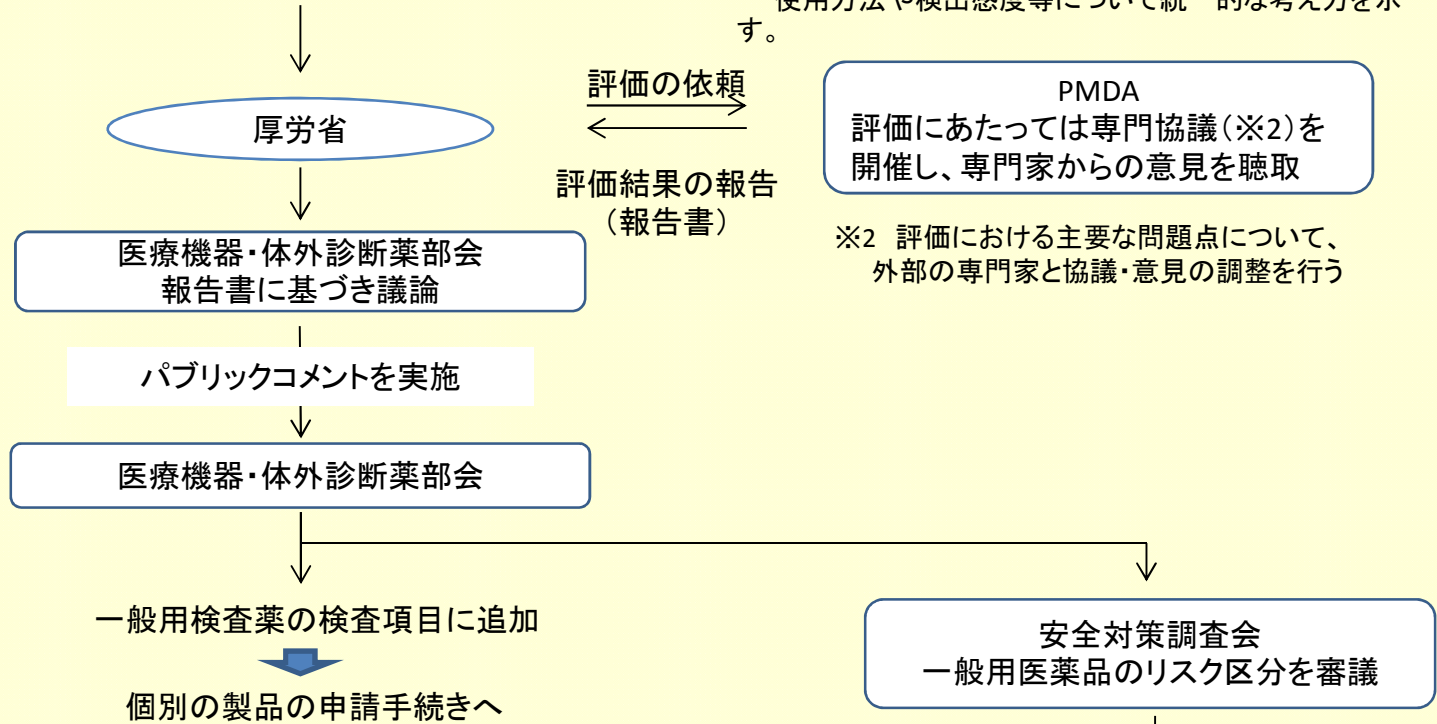 す。
評価の依頼
厚労省
PMDA
評価にあたっては専門協議（※2）を
開催し、専門家からの意見を聴取
評価結果の報告
（報告書）
※2　評価における主要な問題点について、
外部の専門家と協議・意見の調整を行う
医療機器・体外診断薬部会
報告書に基づき議論
パブリックコメントを実施
医療機器・体外診断薬部会
一般用検査薬の検査項目に追加
個別の製品の申請手続きへ
安全対策調査会
一般用医薬品のリスク区分を審議